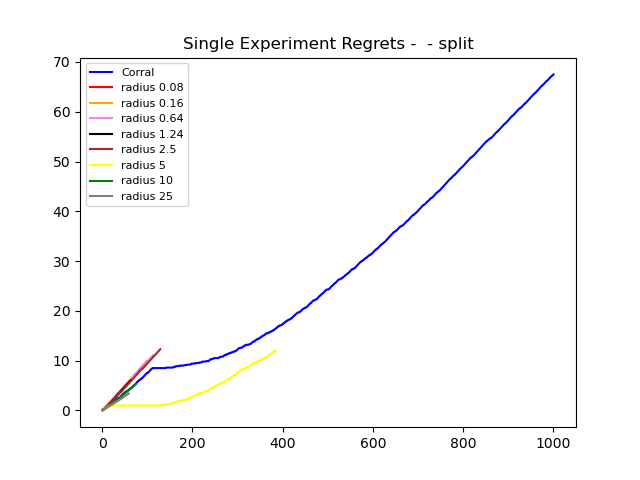 Single Experiment Regrets -  - split
70
60
50
40
30
20
10
0
Corral
radius 0.08
radius 0.16
radius 0.64
radius 1.24
radius 2.5
radius 5
radius 10
radius 25
0 200 400 600 800 1000